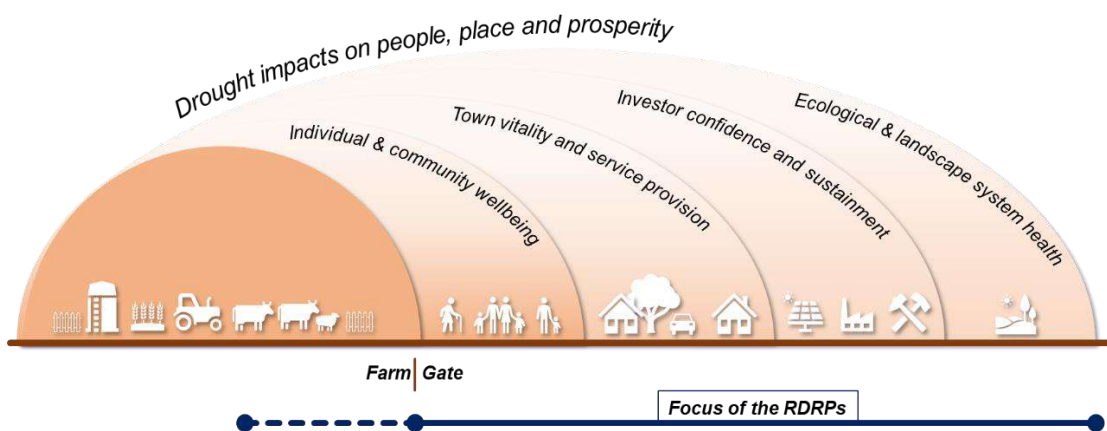 Drought impacts on people, place and prosperity
Individual & community wellbeing
Town vitality and service provision
Investor confidence and sustainment
Ecological & landscape system health
Farm Gate
Focus of the RDRPs